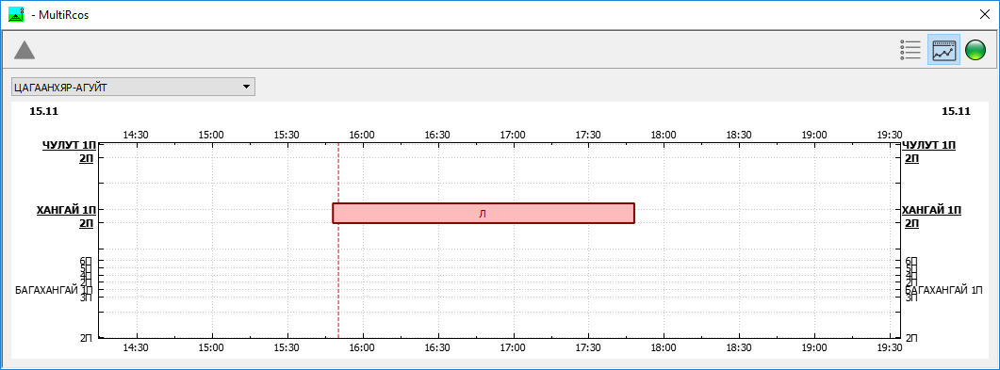 - MultiRcos
ЦАГААНХЯР-АГУЙТ
15.11 15.11
14:30 15:00 15:30 16:00 16:30 17:00 17:30 18:00 18:30 19:00 19:30
ЧУЛУТ 1П ЧУЛУТ 1П
2П 2П
ХАНГАЙ 1П ХАНГАЙ 1П
Л
2П 2П
6П 6П
5П 5П
4П 4П
2П 2П
БАГАХАНГАЙ 1П БАГАХАНГАЙ 1П
3П 3П
2П 2П
14:30 15:00 15:30 16:00 16:30 17:00 17:30 18:00 18:30 19:00 19:30